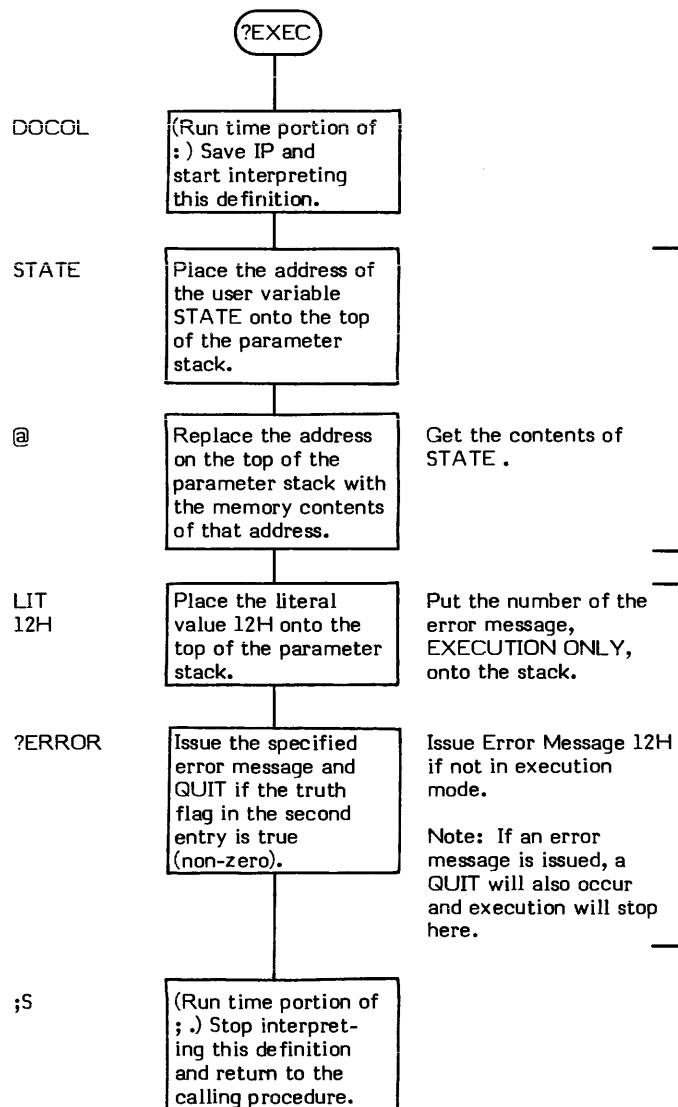 ?EXEC
DOCOL
(Run time portion of
: ) Save IP and
start interpreting
this definition.
STATE
Place the address of
the user variable
STATE onto the top
of the parameter
stack.
@
Replace the address
on the top of the
parameter stack with
the memory contents
of that address.
Get the contents of
STATE .
LIT
12H
Place the literal
value 12H onto the
top of the parameter
stack.
Put the number of the
error message,
EXECUTION ONLY,
onto the stack.
?ERROR
Issue the specified
error message and
QUIT if the truth
flag in the second
entry is true
(non-zero).
Issue Error Message 12H
if not in execution
mode.
Note: If an error
message is issued, a
QUIT will also occur
and execution will stop
here.
;S
(Run time portion of
; .) Stop interpret-
ing this definition
and return to the
calling procedure.